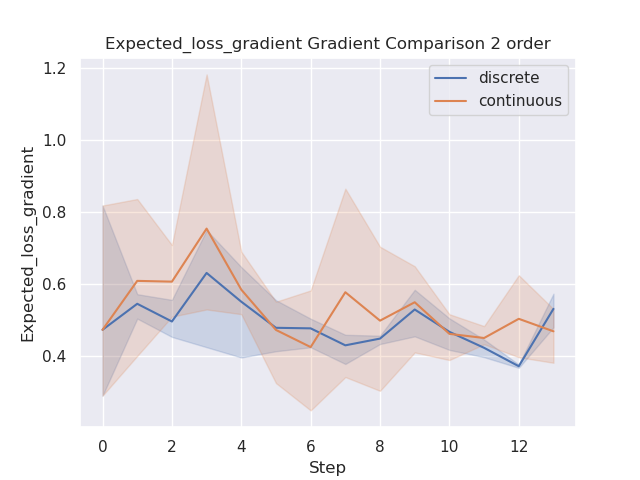 Expected_loss_gradient Gradient Comparison 2 order
discrete
continuous
1.2
1.0
0.8
0.6
0.4
Expected_loss_gradient
0 2 4 6 8 10 12
Step